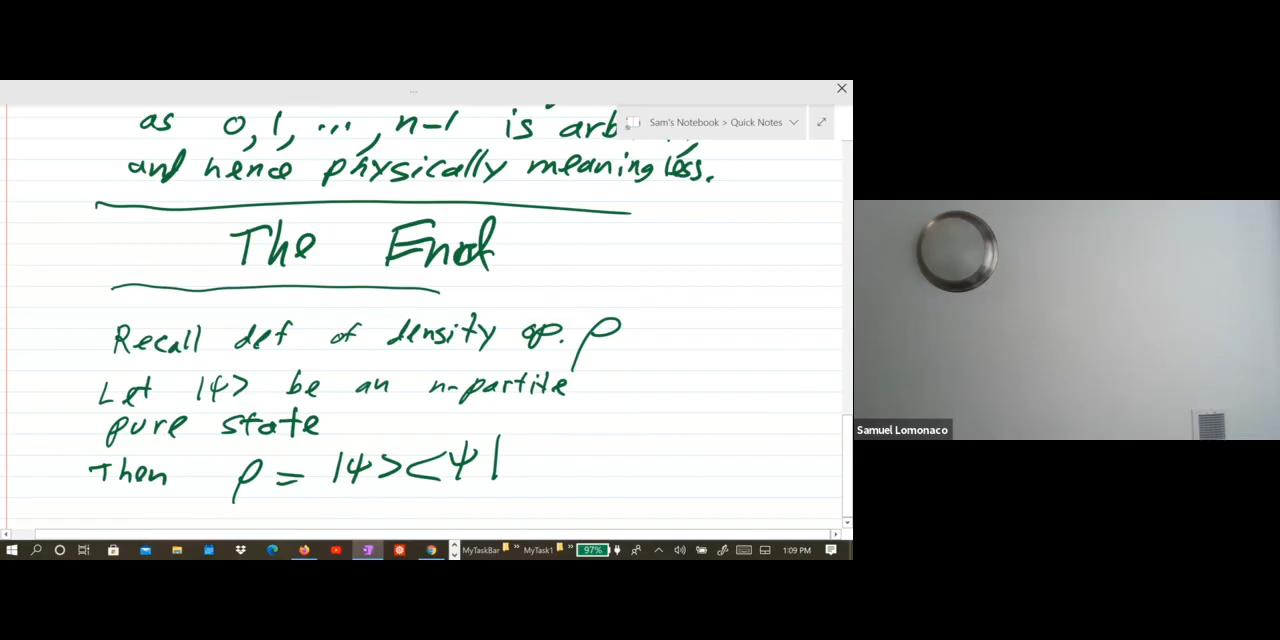 ...
Sam's Notebook > Quick Notes
as 0, 1, ..., n-1 is arb
and hence physically meaningless.
The End
Recall def of density op. ρ
Let |ψ> be an n-partite
pure state
Then ρ = |ψ><ψ|
Samuel Lomonaco
MyTaskBar
MyTask1
97%
1:09 PM